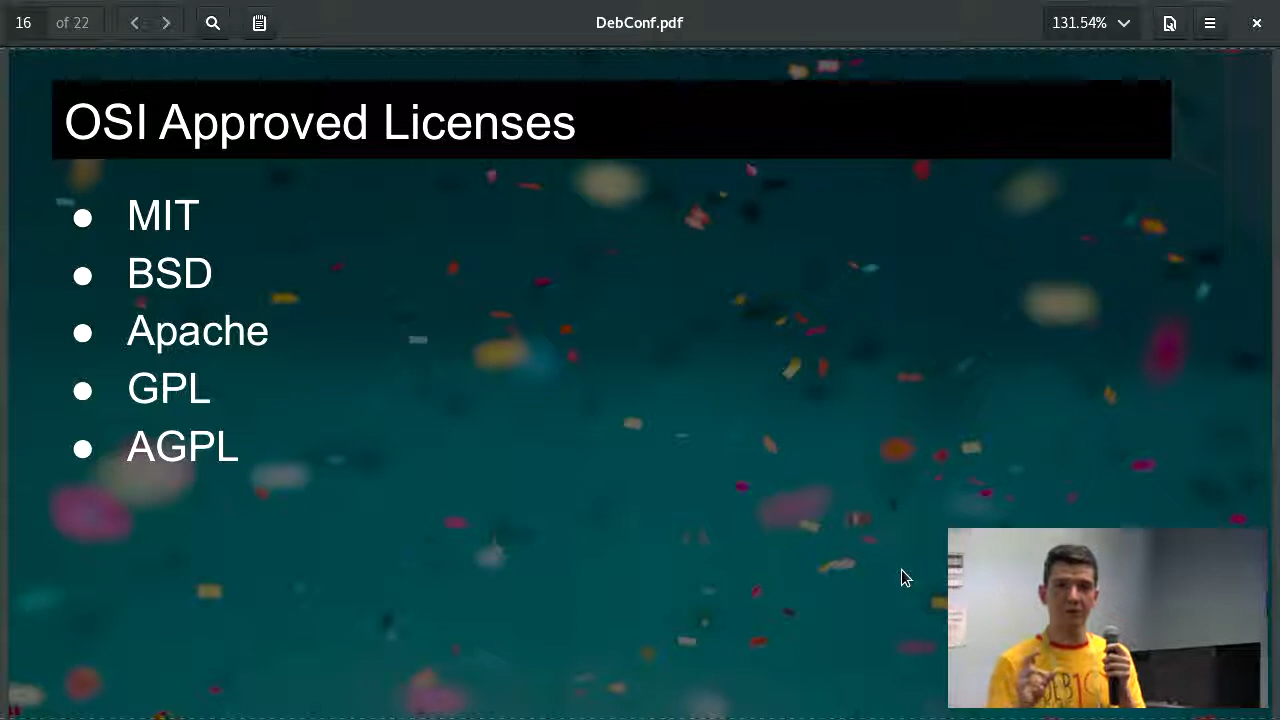 16 of 22
DebConf.pdf
131.54%
OSI Approved Licenses
● MIT
● BSD
● Apache
● GPL
● AGPL